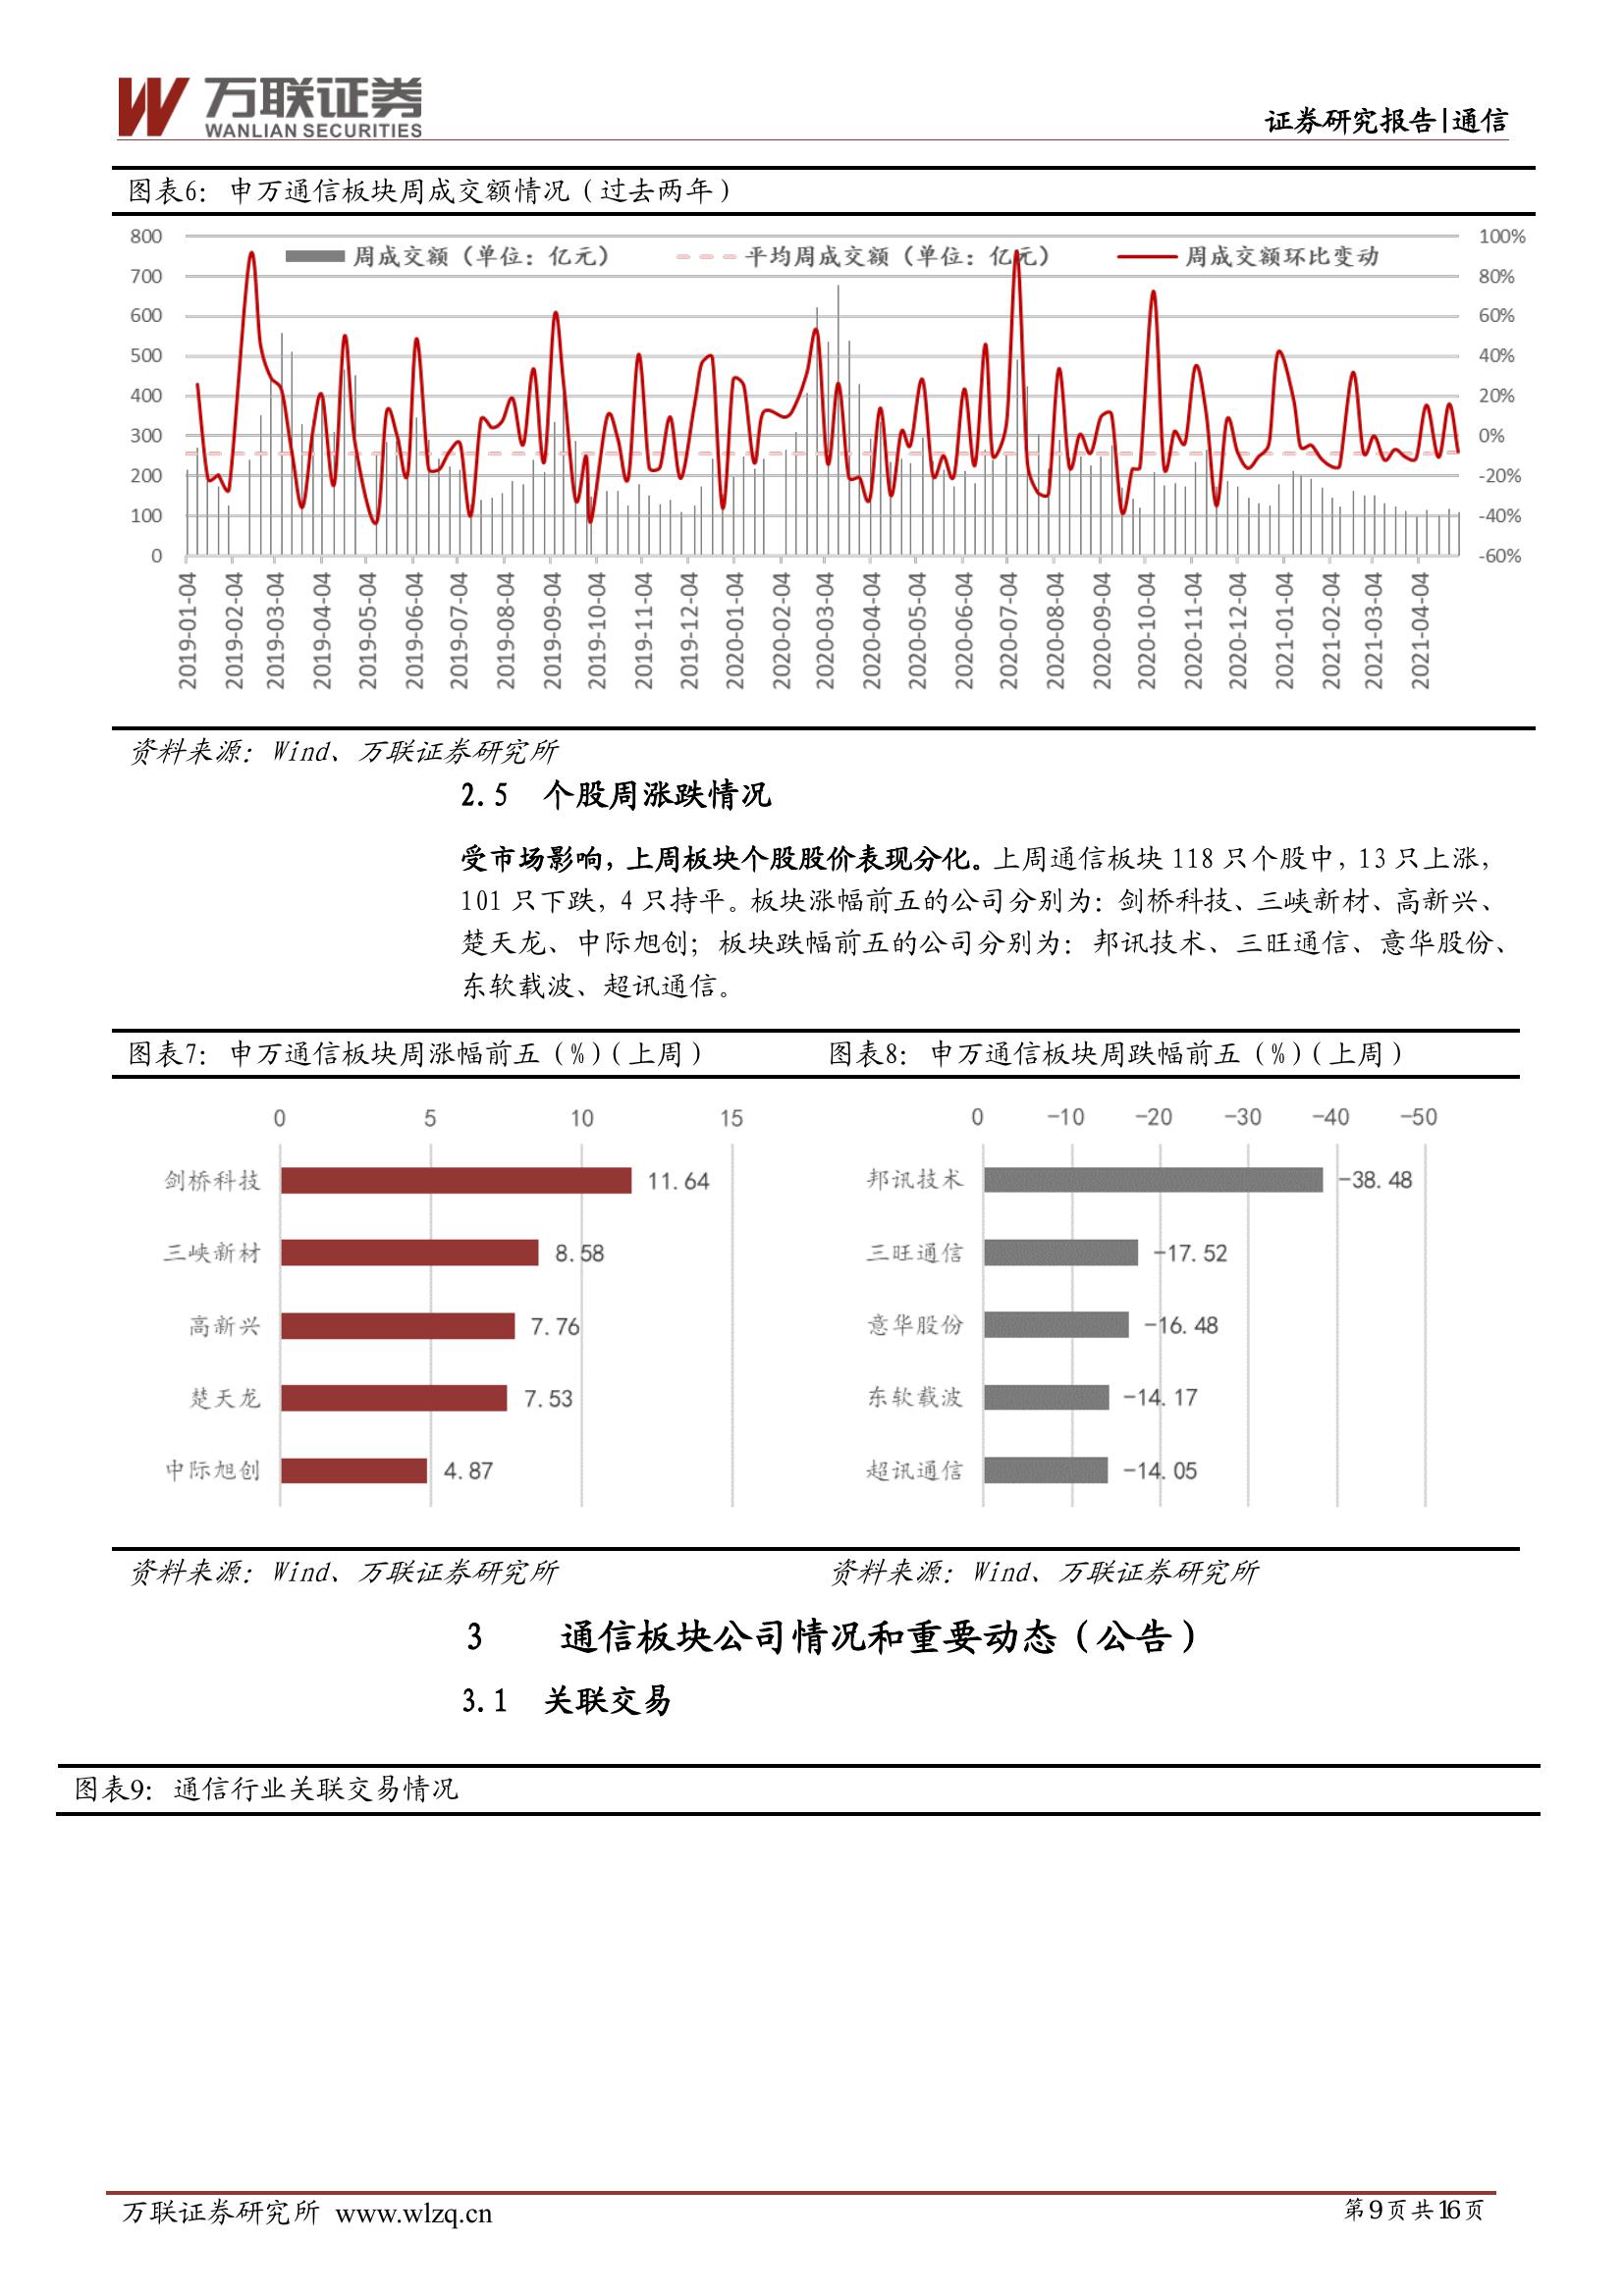 万联证券
WANLIAN SECURITIES
证券研究报告|通信
图表6：申万通信板块周成交额情况（过去两年）
周成交额（单位：亿元） 平均周成交额（单位：亿元） 周成交额环比变动
800 100%
700 80%
600 60%
500 40%
400 20%
300 0%
200 -20%
100 -40%
0 -60%
2019-01-04 2019-02-04 2019-03-04 2019-04-04 2019-05-04 2019-06-04 2019-07-04 2019-08-04 2019-09-04 2019-10-04 2019-11-04 2019-12-04 2020-01-04 2020-02-04 2020-03-04 2020-04-04 2020-05-04 2020-06-04 2020-07-04 2020-08-04 2020-09-04 2020-10-04 2020-11-04 2020-12-04 2021-01-04 2021-02-04 2021-03-04 2021-04-04
资料来源：Wind、万联证券研究所
2.5 个股周涨跌情况
受市场影响，上周板块个股股价表现分化。上周通信板块 118 只个股中，13 只上涨，
101 只下跌，4 只持平。板块涨幅前五的公司分别为：剑桥科技、三峡新材、高新兴、
楚天龙、中际旭创；板块跌幅前五的公司分别为：邦讯技术、三旺通信、意华股份、
东软载波、超讯通信。
图表7：申万通信板块周涨幅前五（%）（上周）
0 5 10 15
剑桥科技 11.64
三峡新材 8.58
高新兴 7.76
楚天龙 7.53
中际旭创 4.87
资料来源：Wind、万联证券研究所
图表8：申万通信板块周跌幅前五（%）（上周）
0 -10 -20 -30 -40 -50
邦讯技术 -38.48
三旺通信 -17.52
意华股份 -16.48
东软载波 -14.17
超讯通信 -14.05
资料来源：Wind、万联证券研究所
3 通信板块公司情况和重要动态（公告）
3.1 关联交易
图表9：通信行业关联交易情况
万联证券研究所 www.wlzq.cn
第9页共16页